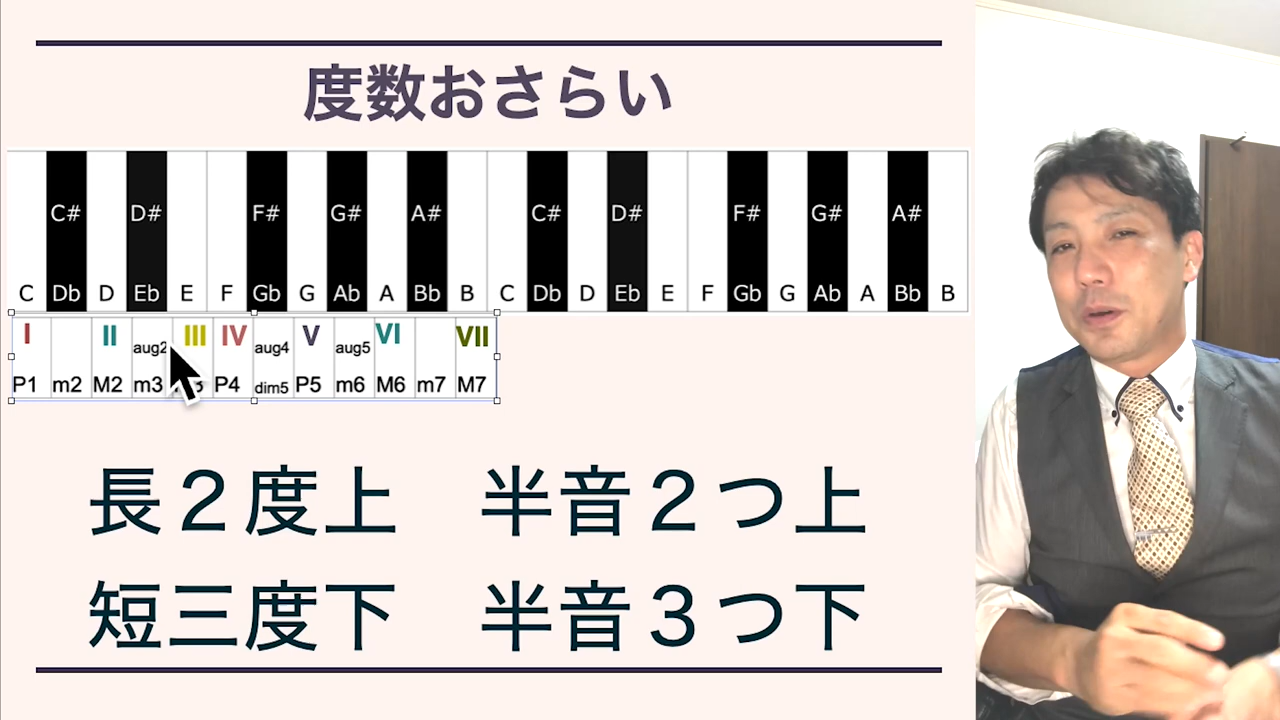 度数おさらい
C# D# F# G# A# C# D# F# G# A#
C Db D Eb E F Gb G Ab A Bb B C Db D Eb E F Gb G Ab A Bb B
I II III IV V VI VII
aug2 aug4 aug5
P1 m2 M2 m3 P4 dim5 P5 m6 M6 m7 M7
長２度上 半音２つ上
短三度下 半音３つ下